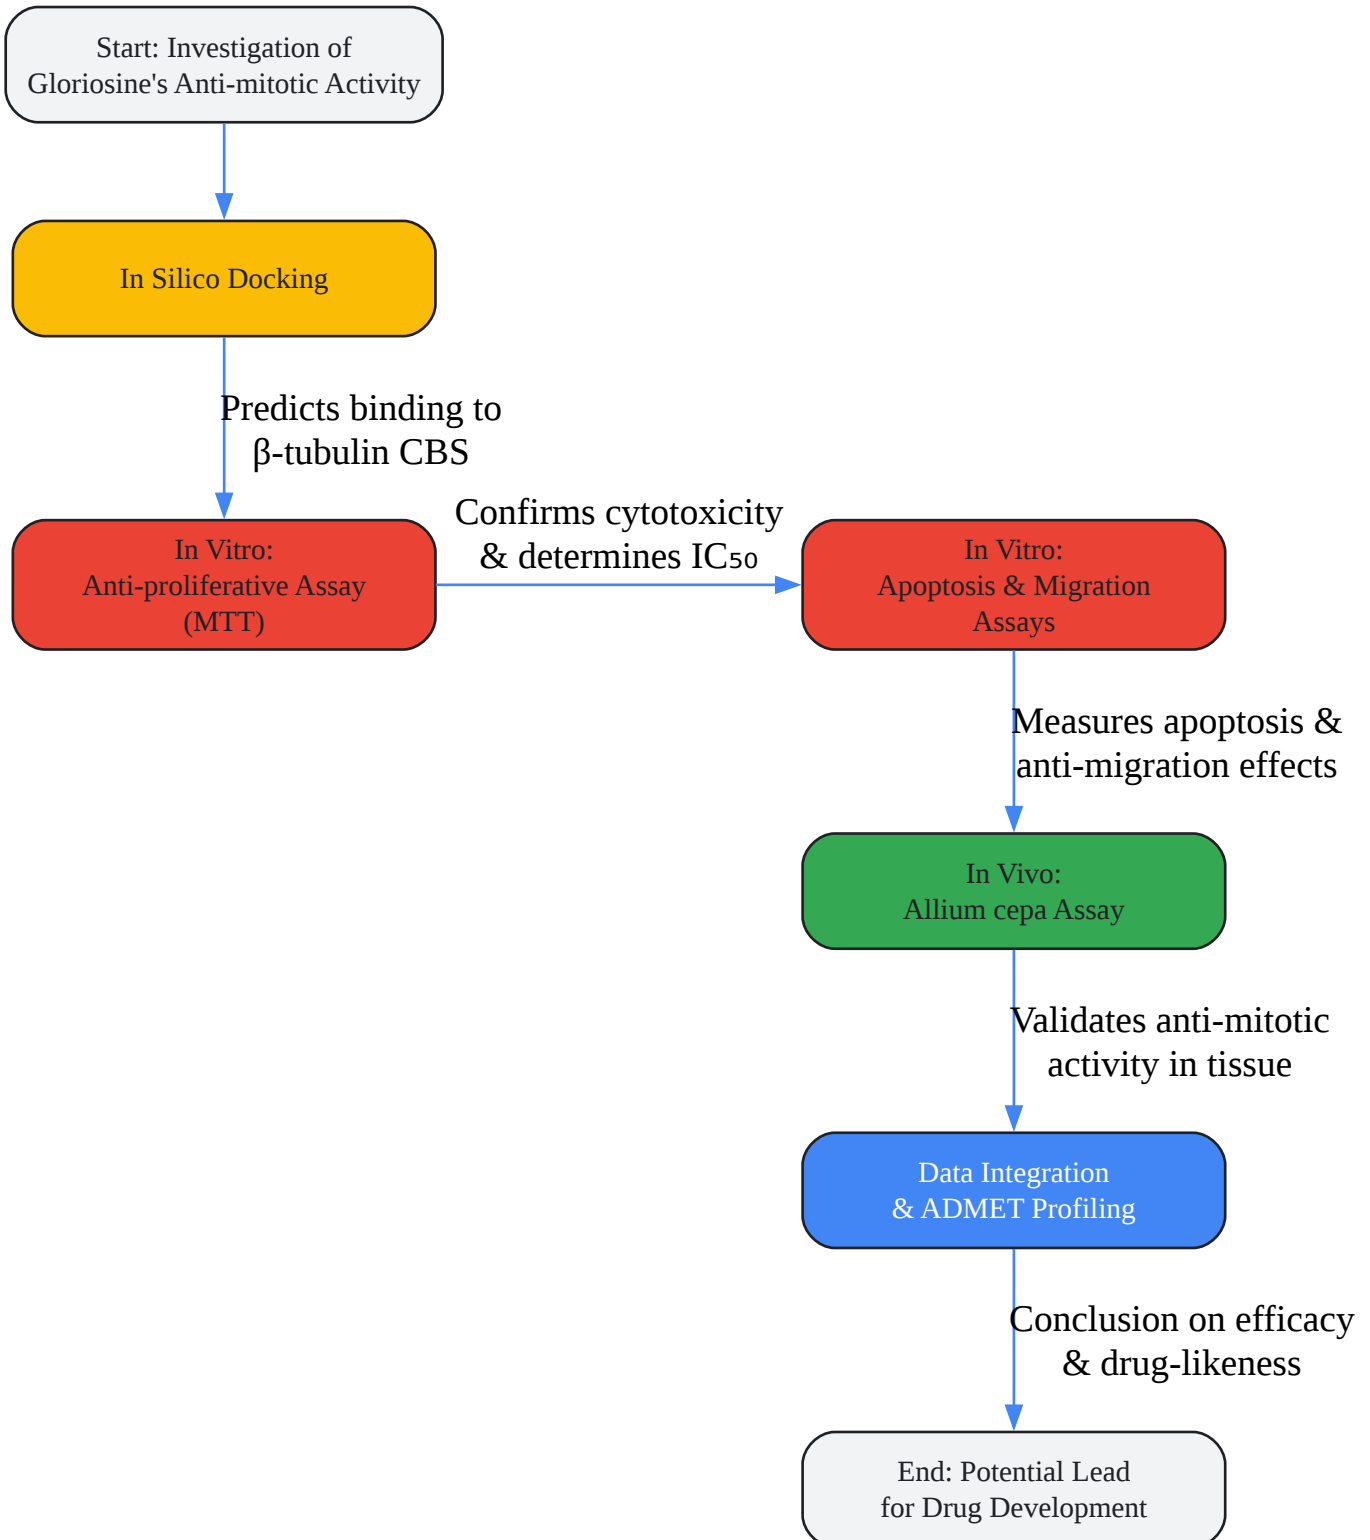 Start: Investigation of
Gloriosine's Anti-mitotic Activity
In Silico Docking
Predicts binding to
β-tubulin CBS
In Vitro:
Anti-proliferative Assay
(MTT)
Confirms cytotoxicity
& determines IC₅₀
In Vitro:
Apoptosis & Migration
Assays
Measures apoptosis &
anti-migration effects
In Vivo:
Allium cepa Assay
Validates anti-mitotic
activity in tissue
Data Integration
& ADMET Profiling
Conclusion on efficacy
& drug-likeness
End: Potential Lead
for Drug Development